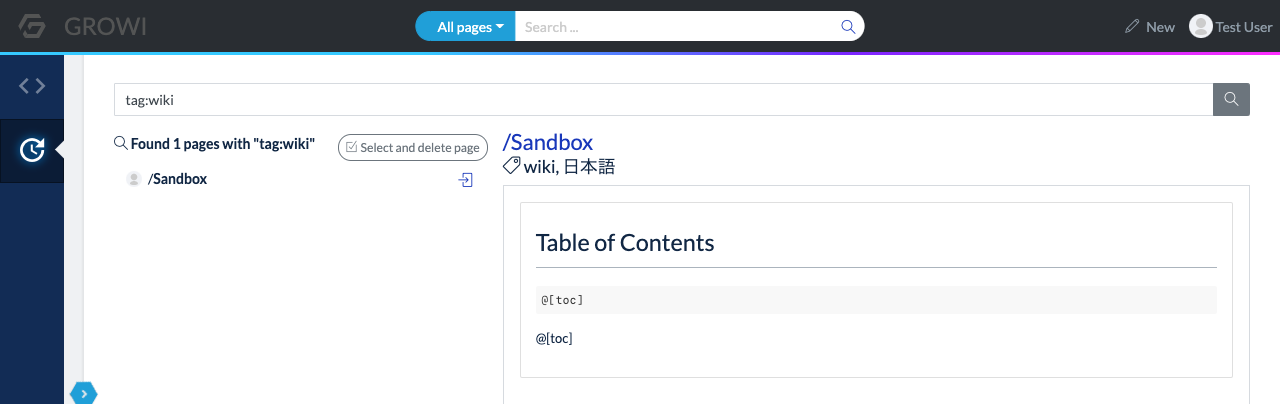 GROWI
All pages
Search ...
New
Test User
tag:wiki
Found 1 pages with "tag:wiki"
Select and delete page
/Sandbox
/Sandbox
wiki, 日本語
Table of Contents
@[toc]
@[toc]